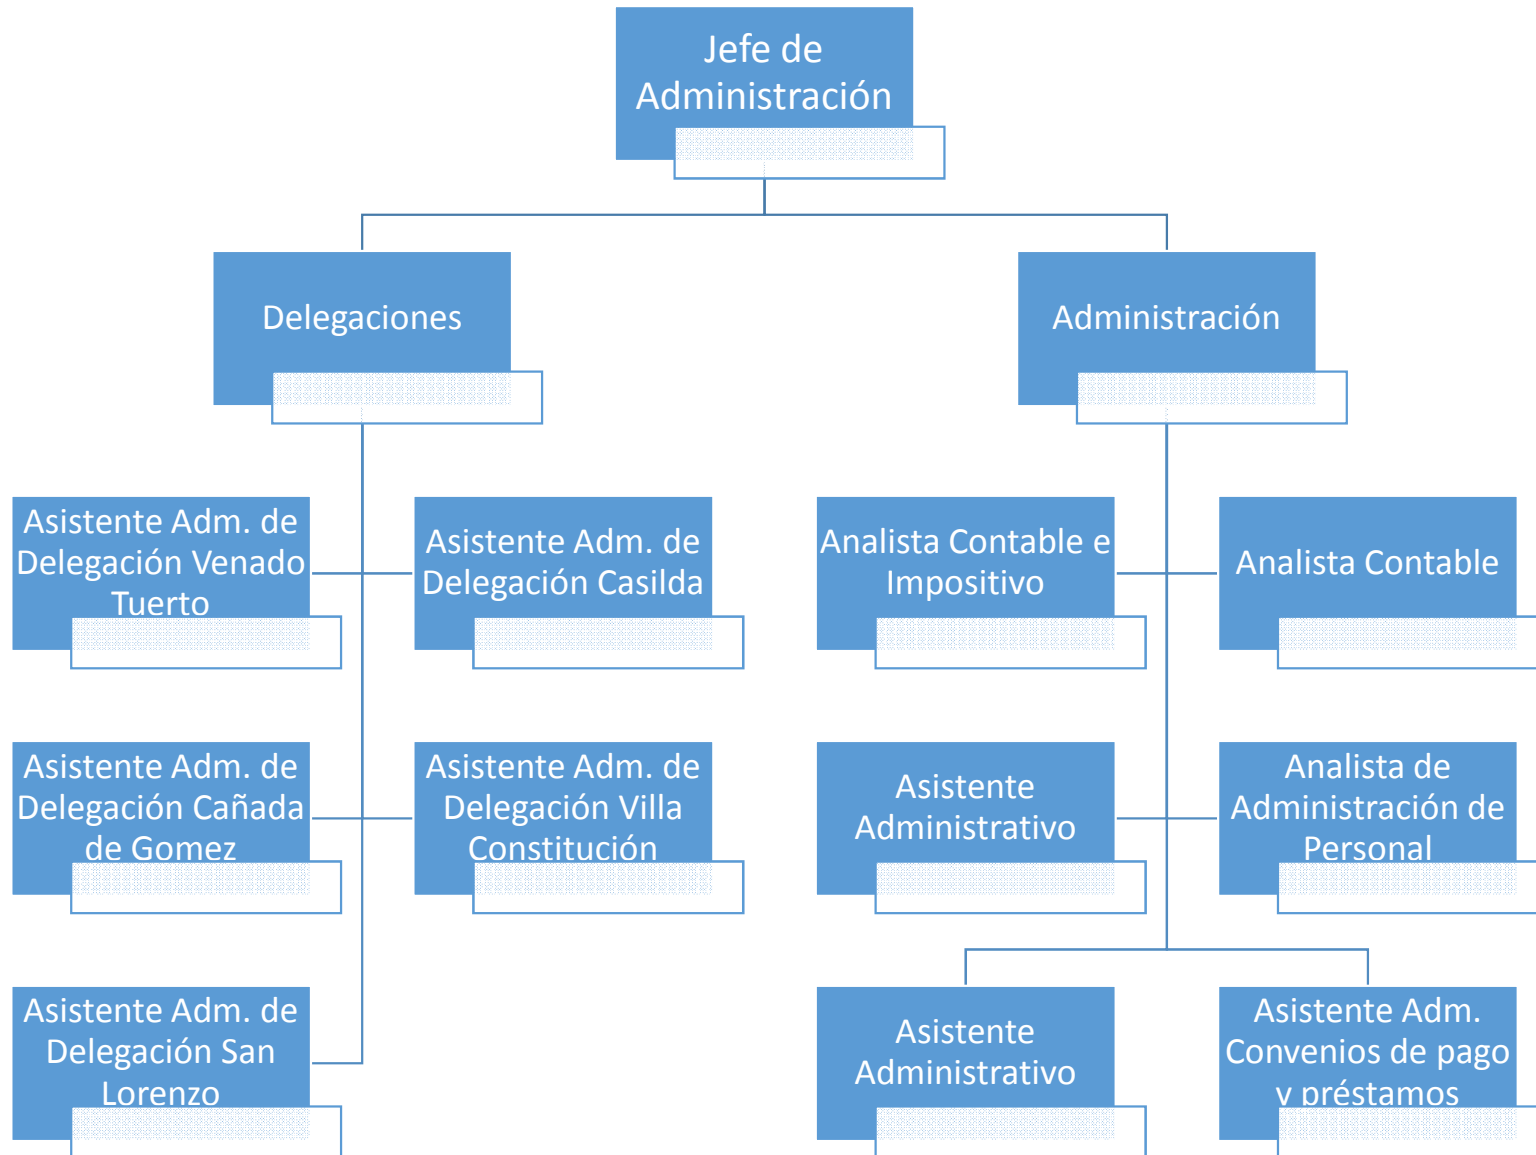 Jefe de
Administración
Delegaciones
Administración
Asistente Adm. de
Delegación Venado
Tuerto
Asistente Adm. de
Delegación Casilda
Analista Contable e
Impositivo
Analista Contable
Asistente Adm. de
Delegación Cañada
de Gomez
Asistente Adm. de
Delegación Villa
Constitución
Asistente
Administrativo
Analista de
Administración de
Personal
Asistente Adm. de
Delegación San
Lorenzo
Asistente
Administrativo
Asistente Adm.
Convenios de pago
y préstamos